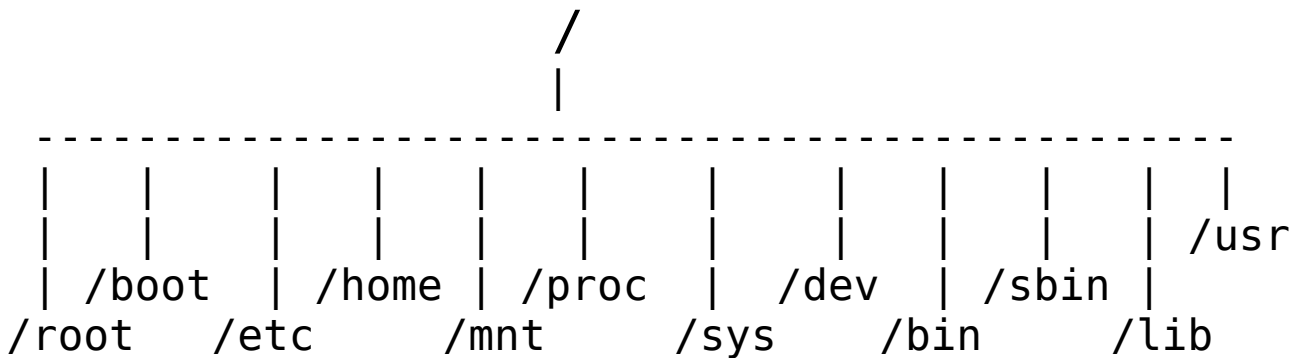 /
|
-----------------------------------------------
|   |    |   |   |   |    |    |   |   |   |  |
|   |    |   |   |   |    |    |   |   |   | /usr
| /boot  | /home | /proc  |  /dev  | /sbin |
/root   /etc     /mnt     /sys    /bin     /lib